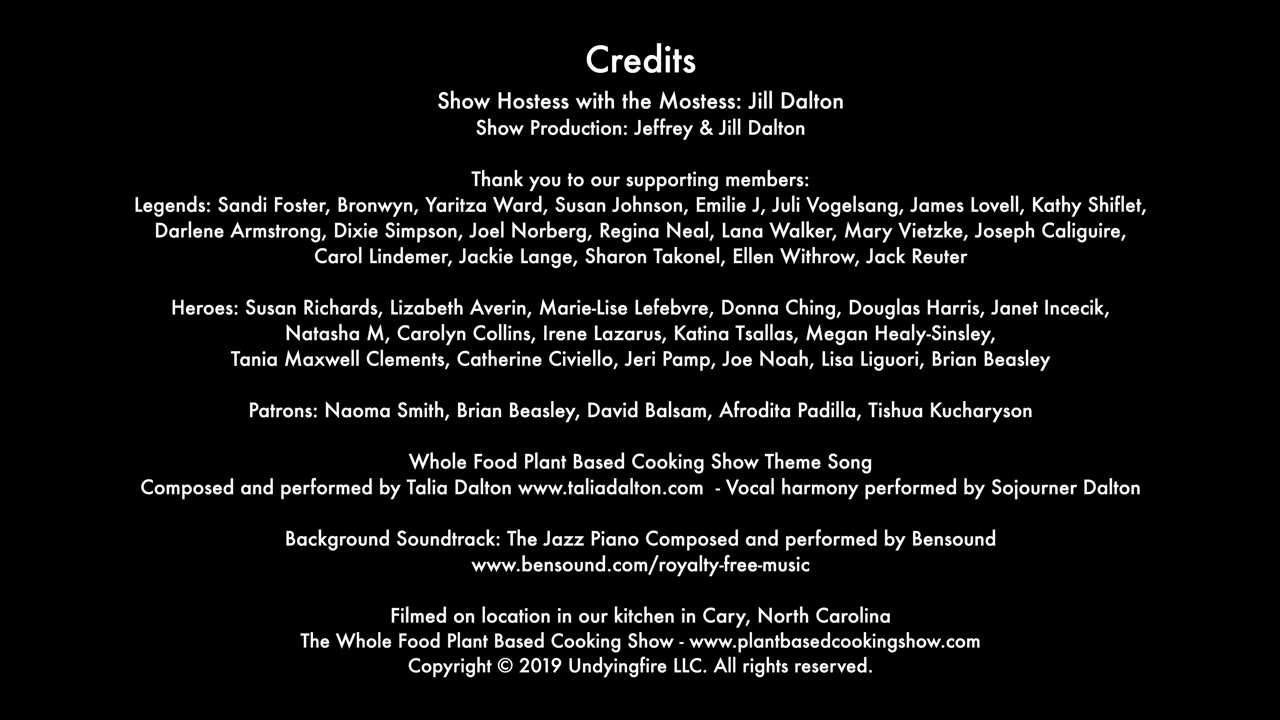 Credits
Show Hostess with the Mostess: Jill Dalton
Show Production: Jeffrey & Jill Dalton
Thank you to our supporting members:
Legends: Sandi Foster, Bronwyn, Yaritza Ward, Susan Johnson, Emilie J, Juli Vogelsang, James Lovell, Kathy Shiflet,
Darlene Armstrong, Dixie Simpson, Joel Norberg, Regina Neal, Lana Walker, Mary Vietzke, Joseph Caliguire,
Carol Lindemer, Jackie Lange, Sharon Takonel, Ellen Withrow, Jack Reuter
Heroes: Susan Richards, Lizabeth Averin, Marie-Lise Lefebvre, Donna Ching, Douglas Harris, Janet Incecik,
Natasha M, Carolyn Collins, Irene Lazarus, Katina Tsallas, Megan Healy-Sinsley,
Tania Maxwell Clements, Catherine Civiello, Jeri Pamp, Joe Noah, Lisa Liguori, Brian Beasley
Patrons: Naoma Smith, Brian Beasley, David Balsam, Afrodita Padilla, Tishua Kucharyson
Whole Food Plant Based Cooking Show Theme Song
Composed and performed by Talia Dalton www.taliadalton.com - Vocal harmony performed by Sojourner Dalton
Background Soundtrack: The Jazz Piano Composed and performed by Bensound
www.bensound.com/royalty-free-music
Filmed on location in our kitchen in Cary, North Carolina
The Whole Food Plant Based Cooking Show - www.plantbasedcookingshow.com
Copyright © 2019 Undyingfire LLC. All rights reserved.